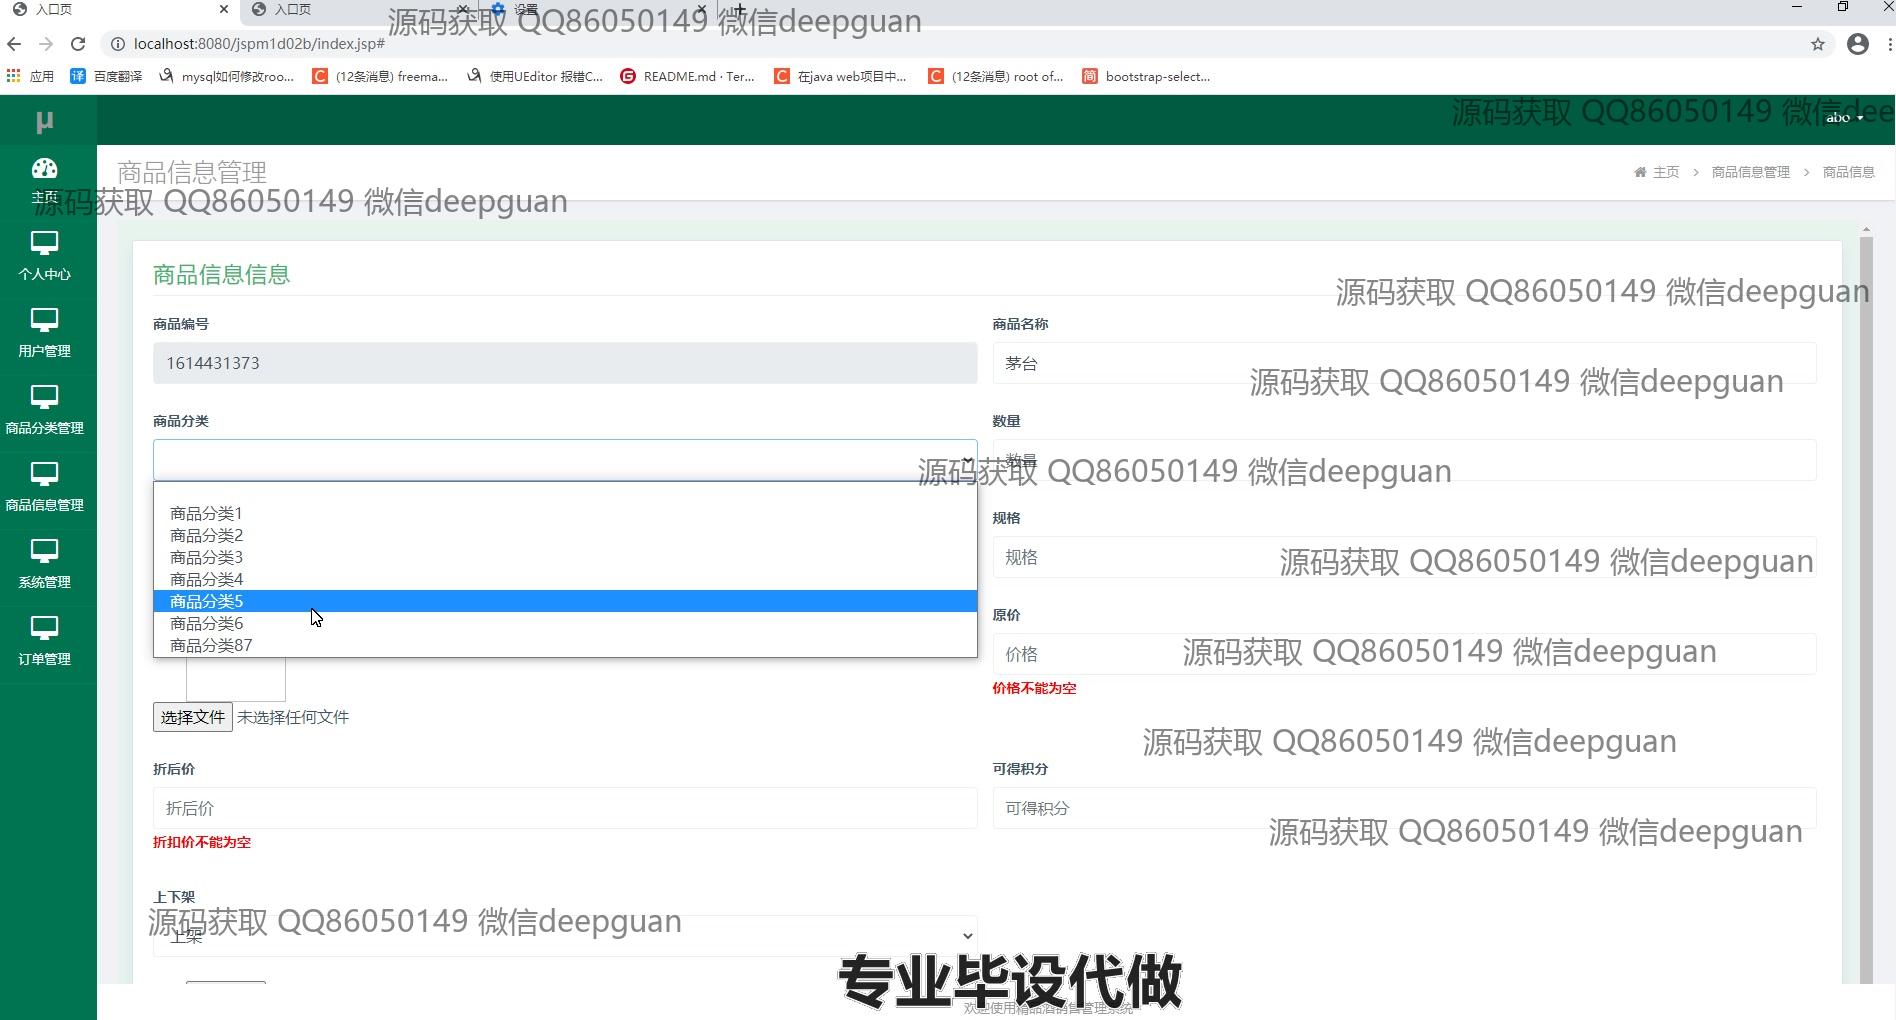 入口页
入口页
设置
源码获取 QQ86050149 微信deepguan
localhost:8080/jspm1d02b/index.jsp#
应用
百度翻译
mysql如何修改roo...
(12条消息) freema...
使用UEditor 报错C...
README.md · Ter...
在java web项目中...
(12条消息) root of...
bootstrap-select...
μ
源码获取 QQ86050149 微信dee
abo
商品信息管理
主页
商品信息管理
商品信息
主页
源码获取 QQ86050149 微信deepguan
个人中心
用户管理
商品分类管理
商品信息管理
系统管理
订单管理
商品信息信息
源码获取 QQ86050149 微信deepguan
商品编号
商品名称
1614431373
茅台
源码获取 QQ86050149 微信deepguan
商品分类
数量
数量
源码获取 QQ86050149 微信deepguan
商品分类1
商品分类2
商品分类3
商品分类4
商品分类5
商品分类6
商品分类87
规格
规格
源码获取 QQ86050149 微信deepguan
原价
价格
源码获取 QQ86050149 微信deepguan
价格不能为空
选择文件 未选择任何文件
源码获取 QQ86050149 微信deepguan
折后价
可得积分
折后价
可得积分
源码获取 QQ86050149 微信deepguan
折扣价不能为空
上下架
源码获取 QQ86050149 微信deepguan
上架
专业毕设代做
欢迎使用精品酒销售管理系统